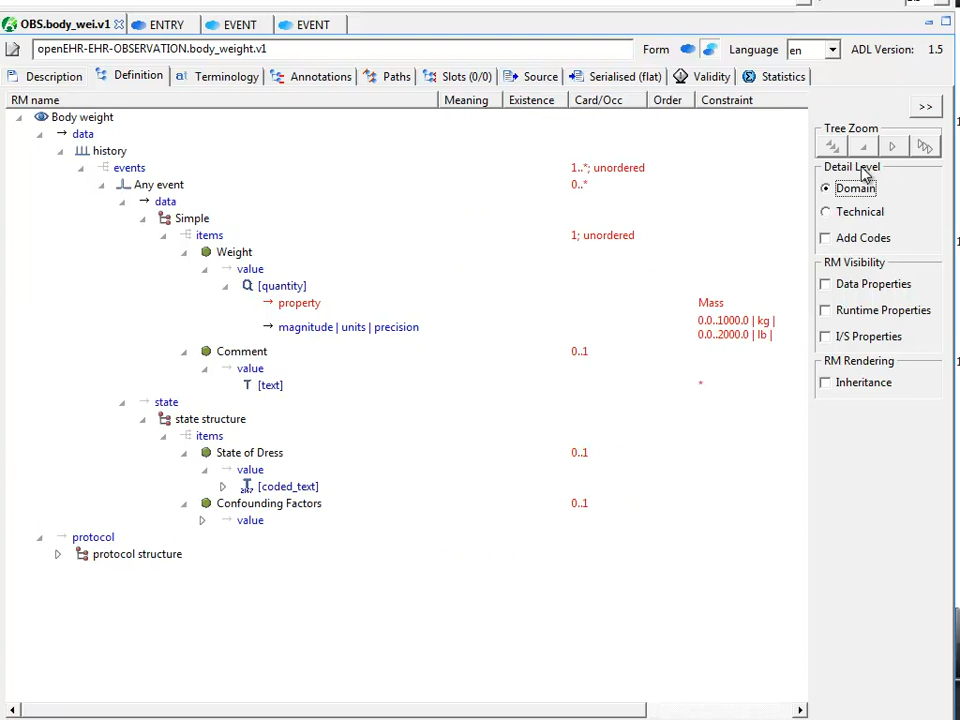 OBS.body_wei.v1 ENTRY EVENT EVENT
openEHR-EHR-OBSERVATION.body_weight.v1 Form Language en ADL Version: 1.5
Description Definition Terminology Annotations Paths Slots (0/0) Source Serialised (flat) Validity Statistics
RM name Meaning Existence Card/Occ Order Constraint
>>
Body weight
Tree Zoom
data
history
events 1..*; unordered
Detail Level
Any event 0..*
Domain
data
Simple
Technical
items 1; unordered
Add Codes
Weight
value
RM Visibility
[quantity]
Data Properties
property Mass
Runtime Properties
magnitude | units | precision 0.0..1000.0 | kg |
0.0..2000.0 | lb |
I/S Properties
Comment 0..1
RM Rendering
value
Inheritance
[text] *
state
state structure
items
State of Dress 0..1
value
[coded_text]
Confounding Factors 0..1
value
protocol
protocol structure